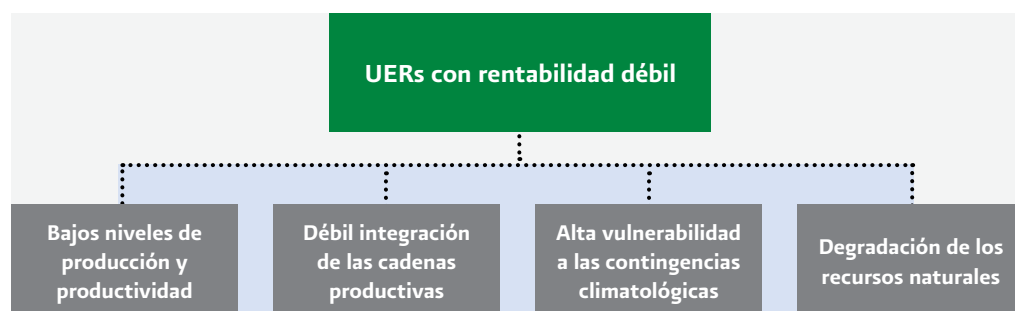 UERs con rentabilidad débil
Bajos niveles de
producción y
productividad
Débil integración
de las cadenas
productivas
Alta vulnerabilidad
a las contingencias
climatológicas
Degradación de los
recursos naturales